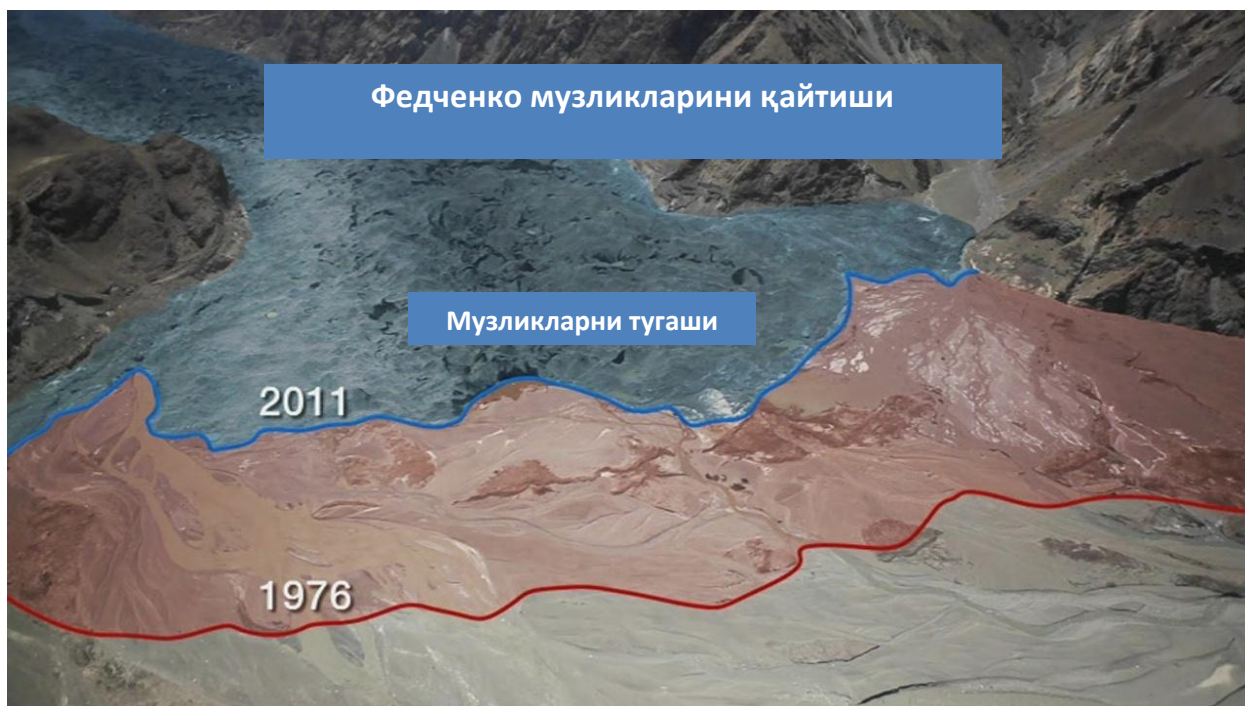 Федченко музликларини қайтиши
Музликларни тугаши
2011
1976